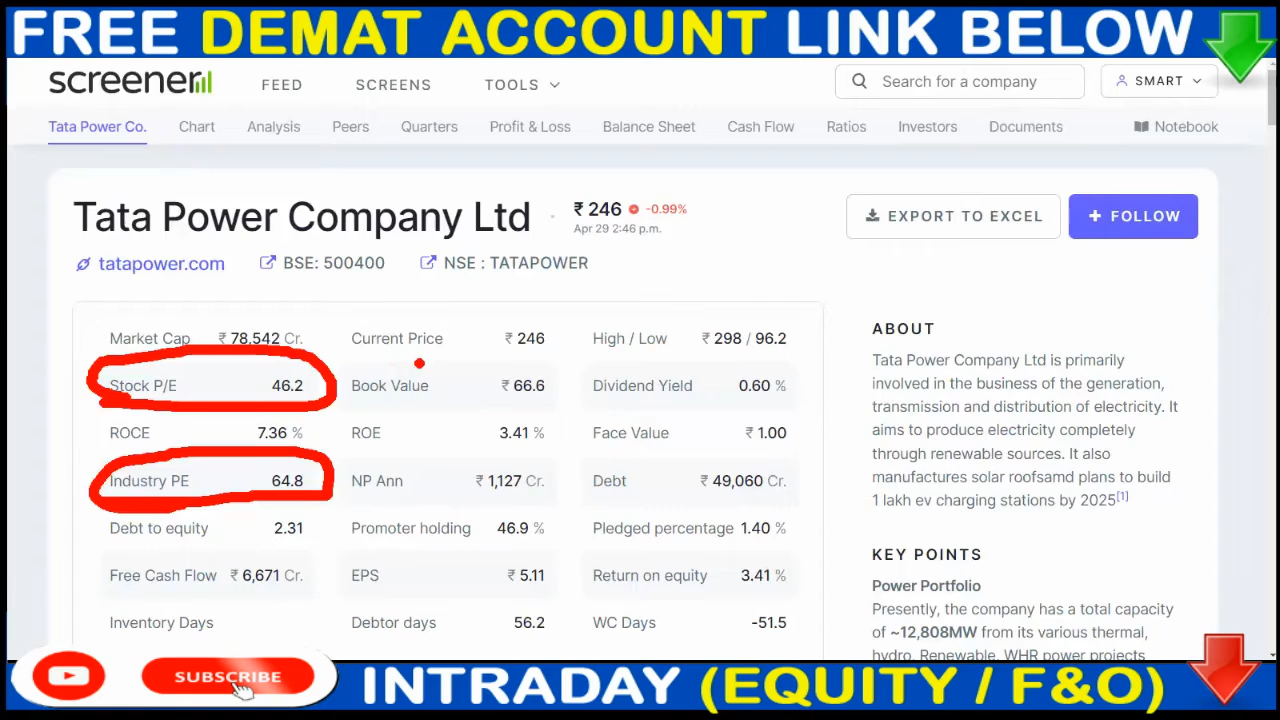 FREE DEMAT ACCOUNT LINK BELOW
screener
FEED SCREENS TOOLS
Search for a company
SMART
Tata Power Co. Chart Analysis Peers Quarters Profit & Loss Balance Sheet Cash Flow Ratios Investors Documents Notebook
Tata Power Company Ltd
₹ 246 -0.99%
Apr 29 2:46 p.m.
EXPORT TO EXCEL
+ FOLLOW
tatapower.com BSE: 500400 NSE : TATAPOWER
Market Cap ₹ 78,542 Cr. Current Price ₹ 246 High / Low ₹ 298 / 96.2
Stock P/E 46.2 Book Value ₹ 66.6 Dividend Yield 0.60 %
ROCE 7.36 % ROE 3.41 % Face Value ₹ 1.00
Industry PE 64.8 NP Ann ₹ 1,127 Cr. Debt ₹ 49,060 Cr.
Debt to equity 2.31 Promoter holding 46.9 % Pledged percentage 1.40 %
Free Cash Flow ₹ 6,671 Cr. EPS ₹ 5.11 Return on equity 3.41 %
Inventory Days Debtor days 56.2 WC Days -51.5
ABOUT
Tata Power Company Ltd is primarily
involved in the business of the generation,
transmission and distribution of electricity. It
aims to produce electricity completely
through renewable sources. It also
manufactures solar roofsamd plans to build
1 lakh ev charging stations by 2025[1]
KEY POINTS
Power Portfolio
Presently, the company has a total capacity
of ~12,808MW from its various thermal,
hydro, Renewable, WHR power projects
SUBSCRIBE
INTRADAY (EQUITY / F&O)